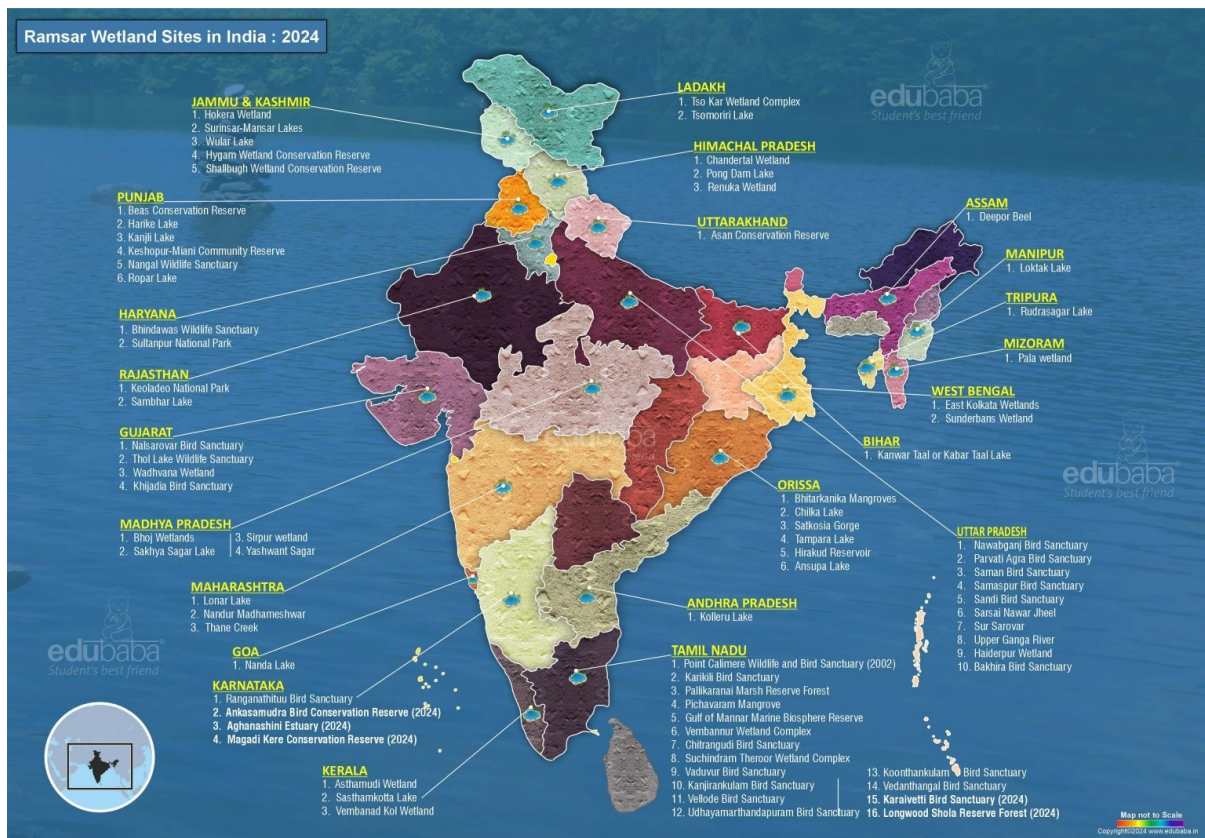 Ramsar Wetland Sites in India : 2024
edubaba®
Student's best friend
JAMMU & KASHMIR
1. Hokera Wetland
2. Surinsar-Mansar Lakes
3. Wular Lake
4. Hygam Wetland Conservation Reserve
5. Shallbugh Wetland Conservation Reserve
LADAKH
1. Tso Kar Wetland Complex
2. Tsomoriri Lake
HIMACHAL PRADESH
1. Chandertal Wetland
2. Pong Dam Lake
3. Renuka Wetland
PUNJAB
1. Beas Conservation Reserve
2. Harike Lake
3. Kanjli Lake
4. Keshopur-Miani Community Reserve
5. Nangal Wildlife Sanctuary
6. Ropar Lake
UTTARAKHAND
1. Asan Conservation Reserve
ASSAM
1. Deepor Beel
MANIPUR
1. Loktak Lake
TRIPURA
1. Rudrasagar Lake
MIZORAM
1. Pala wetland
HARYANA
1. Bhindawas Wildlife Sanctuary
2. Sultanpur National Park
RAJASTHAN
1. Keoladeo National Park
2. Sambhar Lake
WEST BENGAL
1. East Kolkata Wetlands
2. Sunderbans Wetland
GUJARAT
1. Nalsarovar Bird Sanctuary
2. Thol Lake Wildlife Sanctuary
3. Wadhvana Wetland
4. Khijadia Bird Sanctuary
BIHAR
1. Kanwar Taal or Kabar Taal Lake
edubaba
edubaba®
Student's best friend
MADHYA PRADESH
1. Bhoj Wetlands
2. Sakhya Sagar Lake
3. Sirpur wetland
4. Yashwant Sagar
ORISSA
1. Bhitarkanika Mangroves
2. Chilka Lake
3. Satkosia Gorge
4. Tampara Lake
5. Hirakud Reservoir
6. Ansupa Lake
UTTAR PRADESH
1. Nawabganj Bird Sanctuary
2. Parvati Agra Bird Sanctuary
3. Saman Bird Sanctuary
4. Samaspur Bird Sanctuary
5. Sandi Bird Sanctuary
6. Sarsai Nawar Jheel
7. Sur Sarovar
8. Upper Ganga River
9. Haiderpur Wetland
10. Bakhira Bird Sanctuary
MAHARASHTRA
1. Lonar Lake
2. Nandur Madhameshwar
3. Thane Creek
ANDHRA PRADESH
1. Kolleru Lake
edubaba®
Student's best friend
GOA
1. Nanda Lake
KARNATAKA
1. Ranganathituu Bird Sanctuary
2. Ankasamudra Bird Conservation Reserve (2024)
3. Aghanashini Estuary (2024)
4. Magadi Kere Conservation Reserve (2024)
TAMIL NADU
1. Point Calimere Wildlife and Bird Sanctuary (2002)
2. Karikili Bird Sanctuary
3. Pallikaranai Marsh Reserve Forest
4. Pichavaram Mangrove
5. Gulf of Mannar Marine Biosphere Reserve
6. Vembannur Wetland Complex
7. Chitrangudi Bird Sanctuary
8. Suchindram Theroor Wetland Complex
9. Vaduvur Bird Sanctuary
10. Kanjirankulam Bird Sanctuary
11. Vellode Bird Sanctuary
12. Udhayamarthandapuram Bird Sanctuary
13. Koonthankulam Bird Sanctuary
14. Vedanthangal Bird Sanctuary
15. Karaivetti Bird Sanctuary (2024)
16. Longwood Shola Reserve Forest (2024)
KERALA
1. Asthamudi Wetland
2. Sasthamkotta Lake
3. Vembanad Kol Wetland
Map not to Scale
Copyright©2024 www.edubaba.in